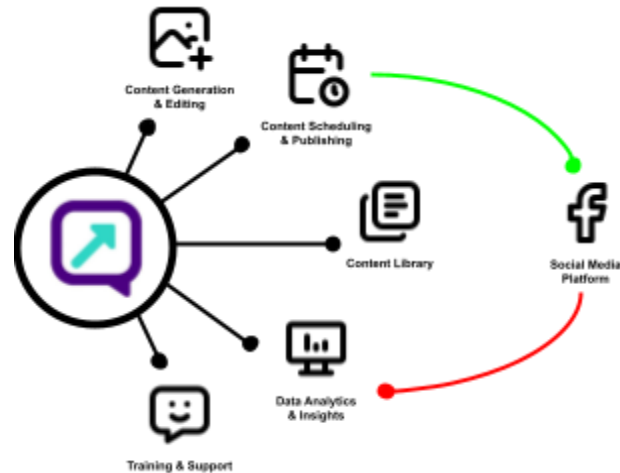 Content Generation
& Editing
Content Scheduling
& Publishing
Content Library
Social Media
Platform
Data Analytics
& Insights
Training & Support